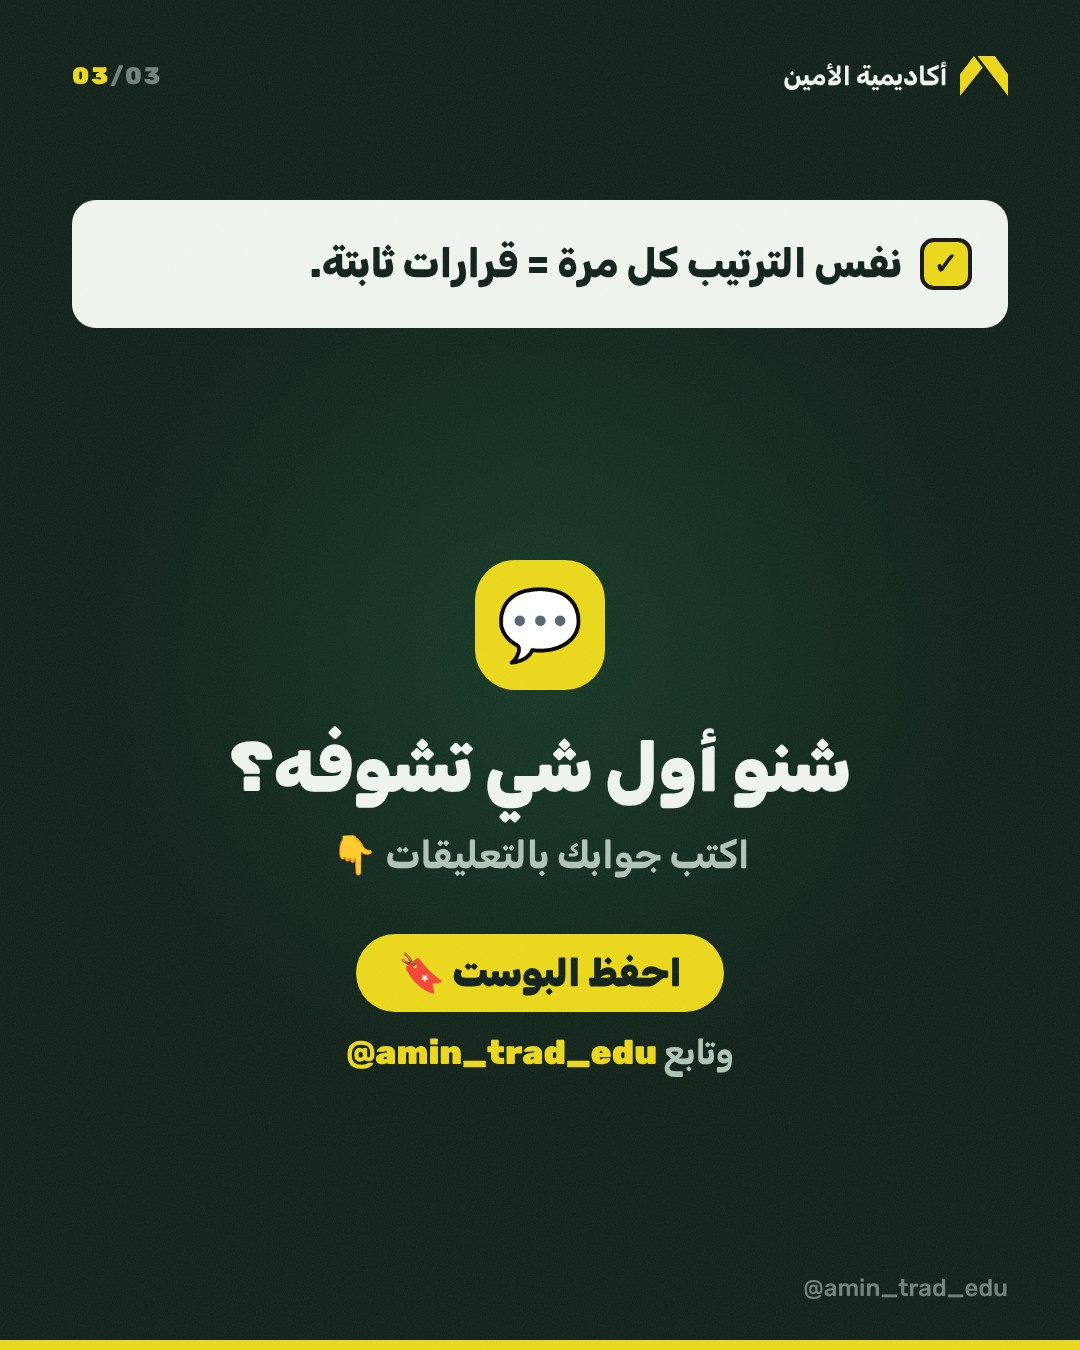 أكاديمية الأمين
03/03
✓ نفس الترتيب كل مرة = قرارات ثابتة.
شنو أول شي تشوفه؟
اكتب جوابك بالتعليقات 👇
احفظ البوست 🔖
وتابع @amin_trad_edu
@amin_trad_edu